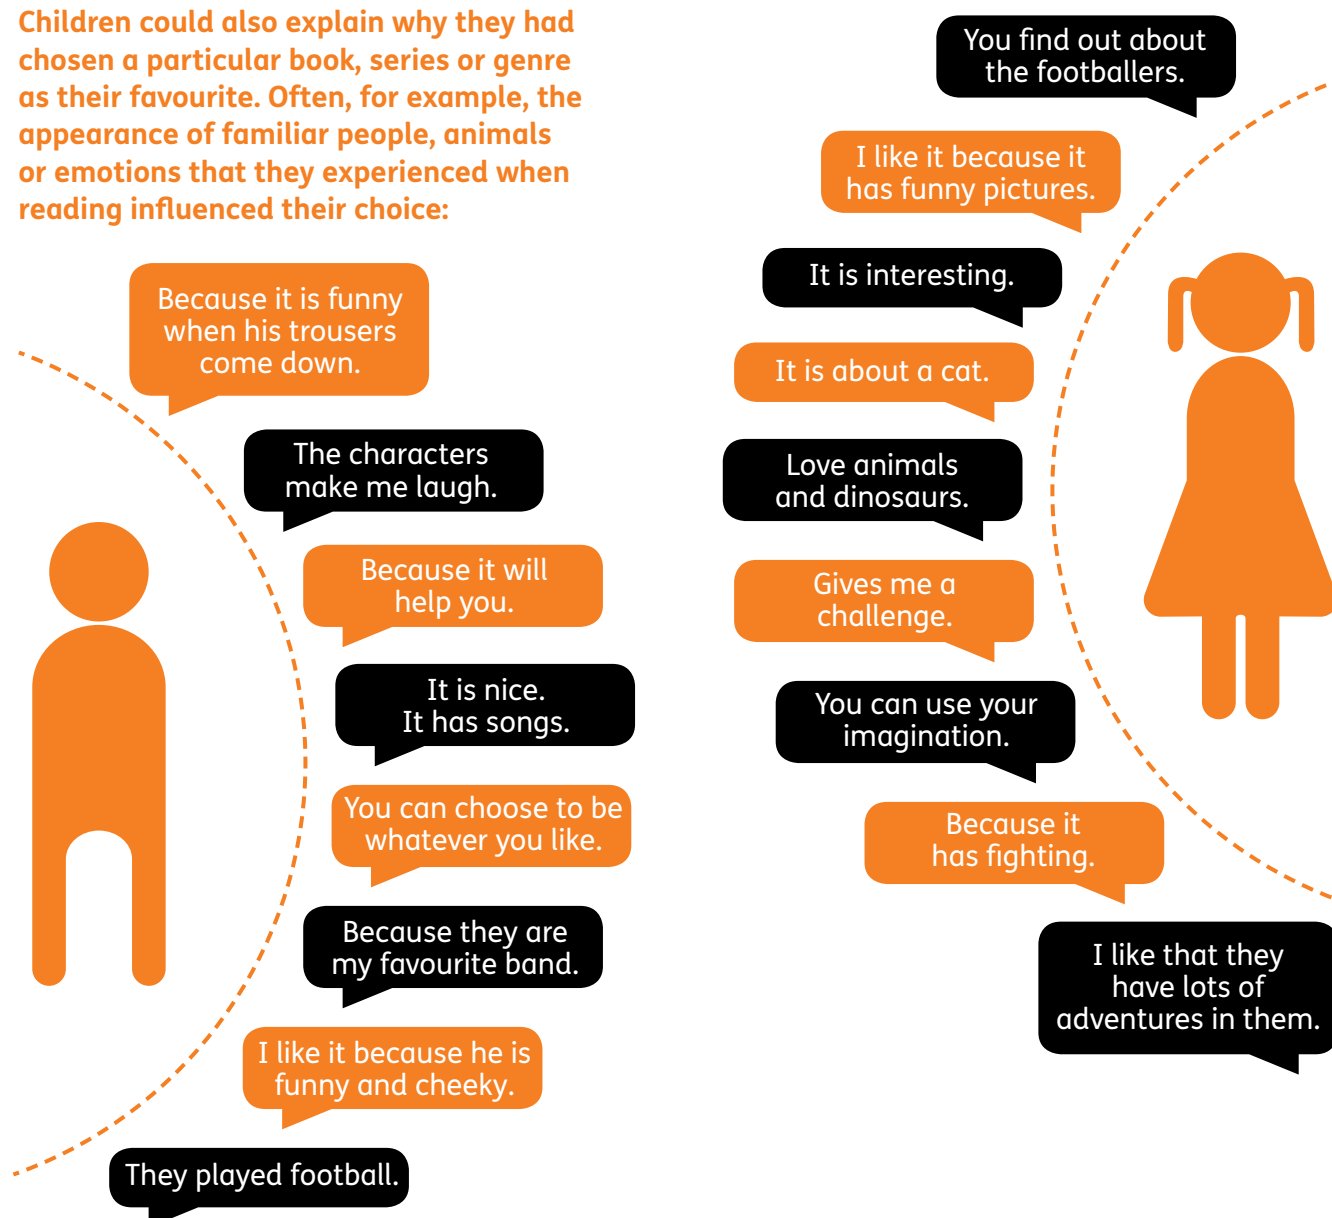 Children could also explain why they had
chosen a particular book, series or genre
as their favourite. Often, for example, the
appearance of familiar people, animals
or emotions that they experienced when
reading influenced their choice:
Because it is funny
when his trousers
come down.
The characters
make me laugh.
Because it will
help you.
It is nice.
It has songs.
You can choose to be
whatever you like.
Because they are
my favourite band.
I like it because he is
funny and cheeky.
They played football.
You find out about
the footballers.
I like it because it
has funny pictures.
It is interesting.
It is about a cat.
Love animals
and dinosaurs.
Gives me a
challenge.
You can use your
imagination.
Because it
has fighting.
I like that they
have lots of
adventures in them.